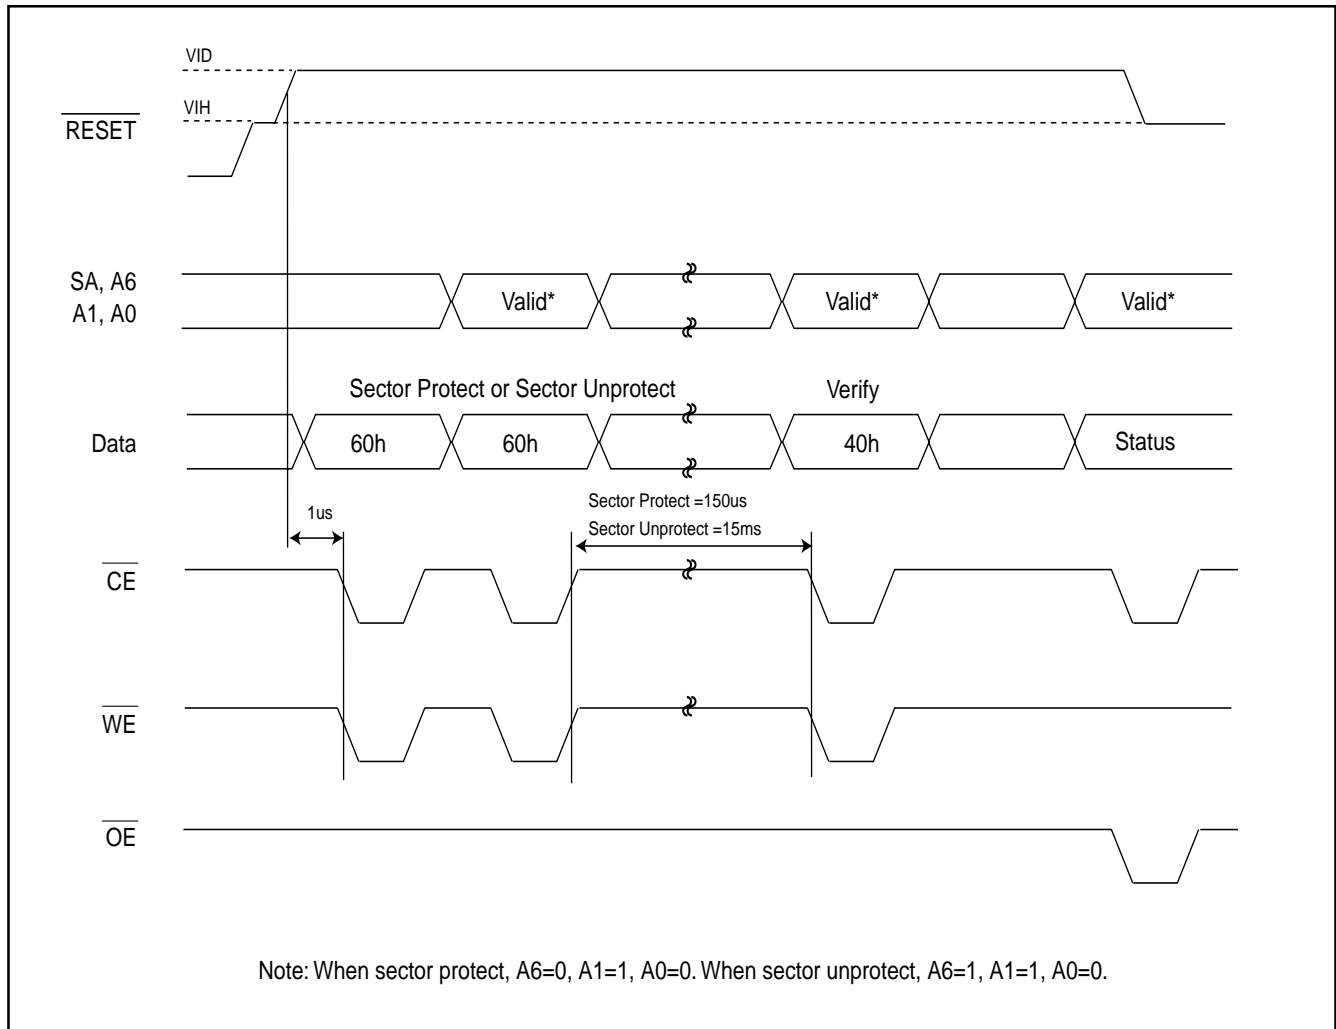 VID
VIH
RESET
SA, A6
A1, A0
Valid*
Valid*
Valid*
Sector Protect or Sector Unprotect
Verify
Data
60h
60h
40h
Status
1us
Sector Protect =150us
Sector Unprotect =15ms
CE
WE
OE
Note: When sector protect, A6=0, A1=1, A0=0. When sector unprotect, A6=1, A1=1, A0=0.